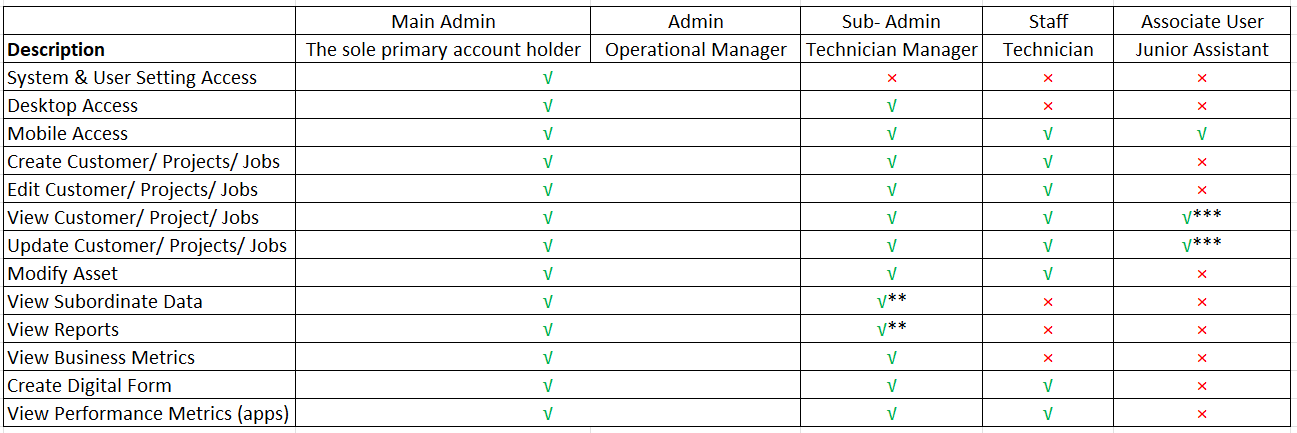 Main Admin Admin Sub- Admin Staff Associate User
Description The sole primary account holder Operational Manager Technician Manager Technician Junior Assistant
System & User Setting Access √ × × ×
Desktop Access √ √ × ×
Mobile Access √ √ √ √
Create Customer/ Projects/ Jobs √ √ √ ×
Edit Customer/ Projects/ Jobs √ √ √ ×
View Customer/ Project/ Jobs √ √ √ √***
Update Customer/ Projects/ Jobs √ √ √ √***
Modify Asset √ √ √ ×
View Subordinate Data √ √** × ×
View Reports √ √** × ×
View Business Metrics √ √ × ×
Create Digital Form √ √ √ ×
View Performance Metrics (apps) √ √ √ ×